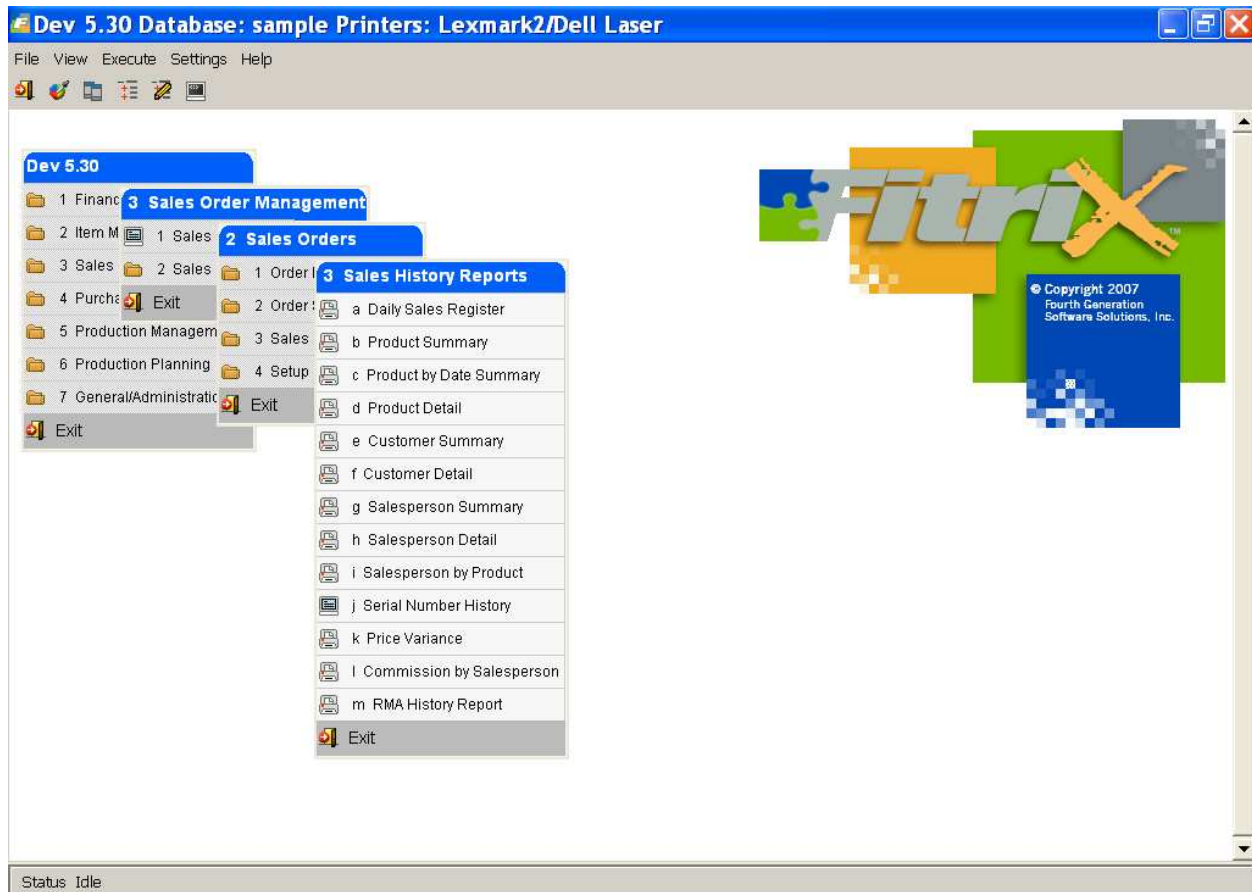 Dev 5.30 Database: sample Printers: Lexmark2/Dell Laser
File View Execute Settings Help
Dev 5.30
1 Financ
2 Item M
3 Sales
4 Purcha
5 Production Managem
6 Production Planning
7 General/Administratic
Exit
3 Sales Order Management
1 Sales
2 Sales
Exit
2 Sales Orders
1 Order I
2 Order S
3 Sales
4 Setup
Exit
3 Sales History Reports
a Daily Sales Register
b Product Summary
c Product by Date Summary
d Product Detail
e Customer Summary
f Customer Detail
g Salesperson Summary
h Salesperson Detail
i Salesperson by Product
j Serial Number History
k Price Variance
l Commission by Salesperson
m RMA History Report
Exit
FitriX
TM
© Copyright 2007
Fourth Generation
Software Solutions, Inc.
Status Idle